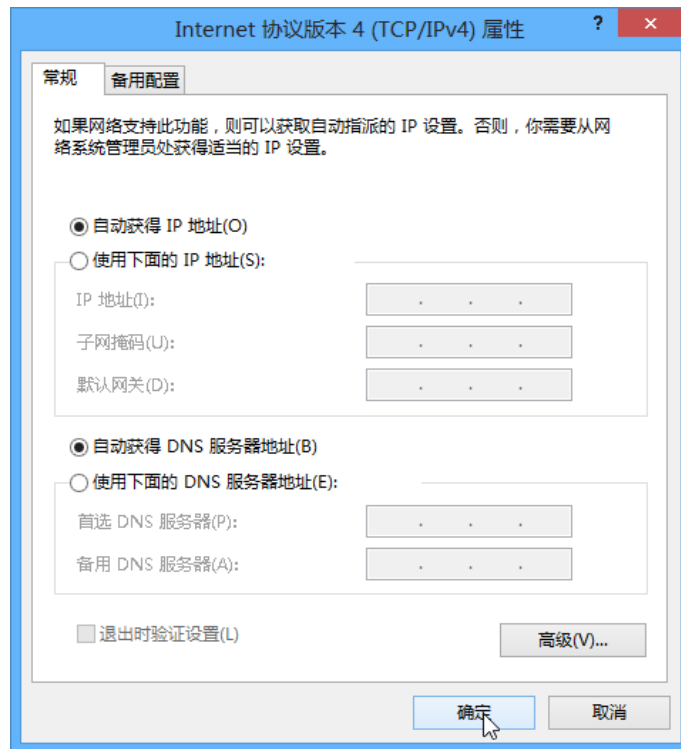 Internet 协议版本 4 (TCP/IPv4) 属性
?
常规
备用配置
如果网络支持此功能，则可以获取自动指派的 IP 设置。否则，你需要从网
络系统管理员处获得适当的 IP 设置。
自动获得 IP 地址(O)
使用下面的 IP 地址(S):
IP 地址(I):
子网掩码(U):
默认网关(D):
自动获得 DNS 服务器地址(B)
使用下面的 DNS 服务器地址(E):
首选 DNS 服务器(P):
备用 DNS 服务器(A):
退出时验证设置(L)
高级(V)...
确定
取消